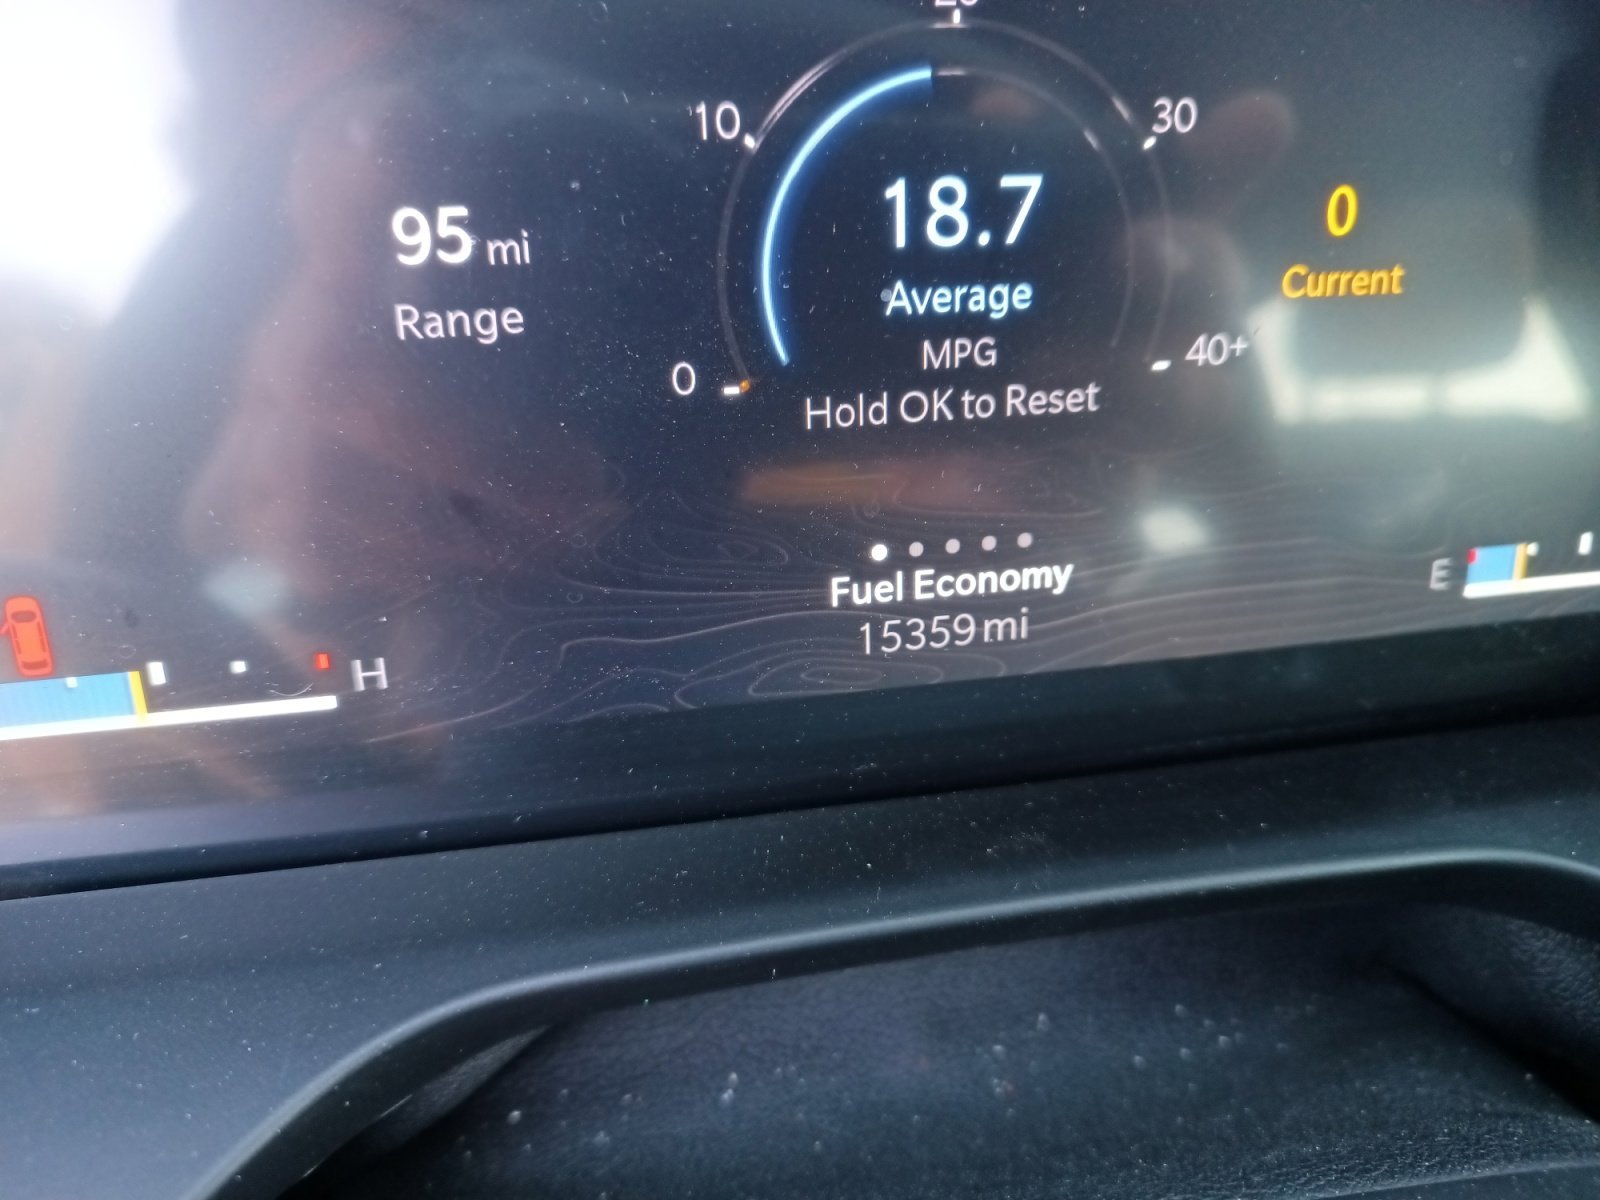 20
10
30
95 mi
Range
18.7
Average
MPG
Hold OK to Reset
0
Current
0
40+
Fuel Economy
15359 mi
E
H